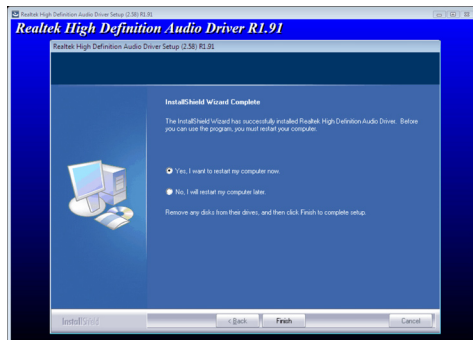 Realtek High Definition Audio Driver Setup (2.58) R1.91
Realtek High Definition Audio Driver R1.91
Realtek High Definition Audio Driver Setup (2.58) R1.91
InstallShield Wizard Complete
The InstallShield Wizard has successfully installed Realtek High Definition Audio Driver. Before
you can use the program, you must restart your computer.
Yes, I want to restart my computer now.
No, I will restart my computer later.
Remove any disks from their drives, and then click Finish to complete setup.
InstallShield
< Back
Finish
Cancel